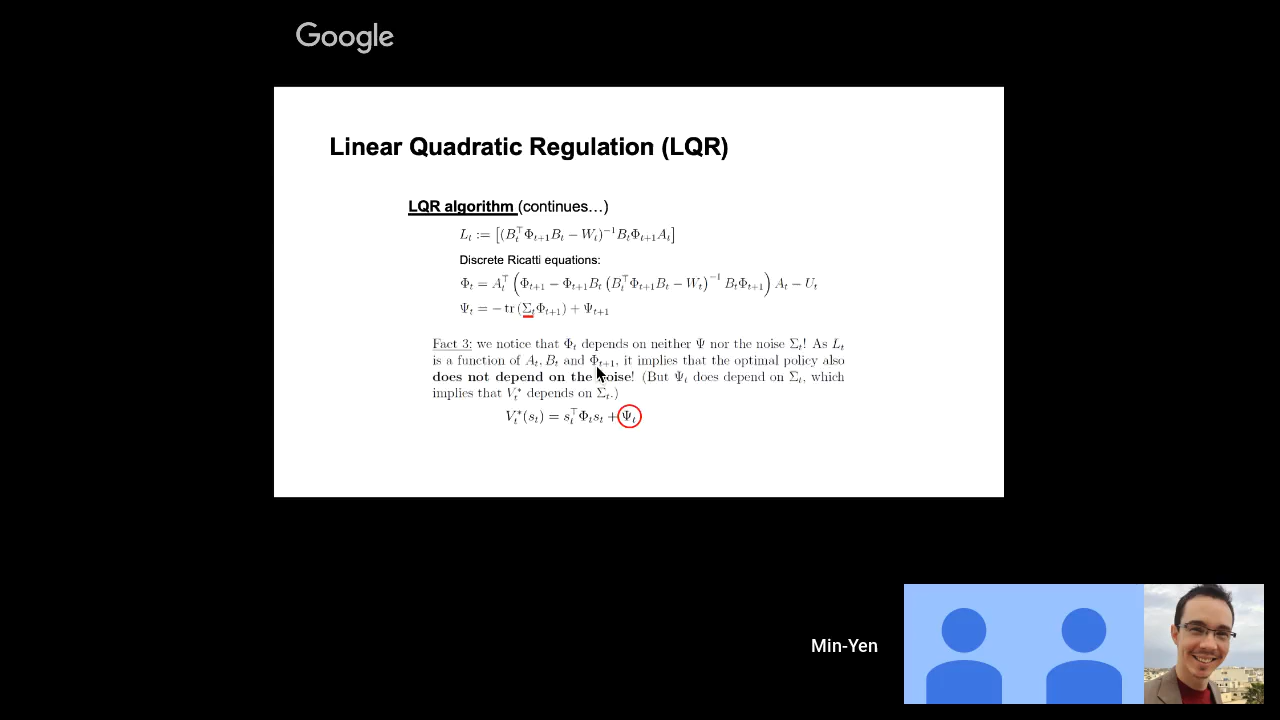 Google
Linear Quadratic Regulation (LQR)
LQR algorithm (continues…)
L_t := [(B_t^⊤ Φ_{t+1} B_t − W_t)^{−1} B_t Φ_{t+1} A_t]
Discrete Ricatti equations:
Φ_t = A_t^⊤ (Φ_{t+1} − Φ_{t+1} B_t (B_t^⊤ Φ_{t+1} B_t − W_t)^{−1} B_t Φ_{t+1}) A_t − U_t
Ψ_t = − tr (Σ_t Φ_{t+1}) + Ψ_{t+1}
Fact 3: we notice that Φ_t depends on neither Ψ nor the noise Σ_t! As L_t
is a function of A_t, B_t and Φ_{t+1}, it implies that the optimal policy also
does not depend on the noise! (But Ψ_t does depend on Σ_t, which
implies that V_t^* depends on Σ_t.)
V_t^*(s_t) = s_t^⊤ Φ_t s_t + Ψ_t
Min-Yen